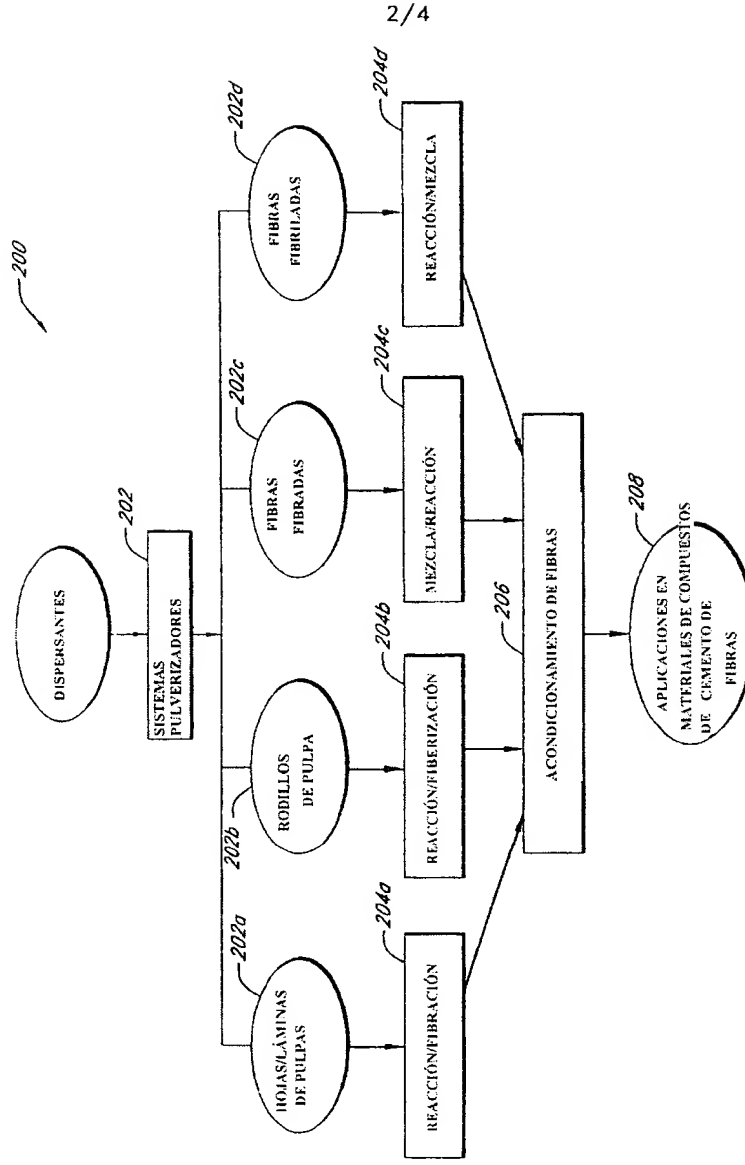 2/4
200
DISPERSANTES
202
SISTEMAS
PULVERIZADORES
202a
HOJAS/LÁMINAS
DE PULPAS
202b
RODILLOS
DE PULPA
202c
FIBRAS
FIBRADAS
202d
FIBRAS
FIBRILADAS
204a
REACCIÓN/FIBRACIÓN
204b
REACCIÓN/FIBERIZACIÓN
204c
MEZCLA/REACCIÓN
204d
REACCIÓN/MEZCLA
206
ACONDICIONAMIENTO DE FIBRAS
208
APLICACIONES EN
MATERIALES DE COMPUESTOS
DE CEMENTO DE
FIBRAS